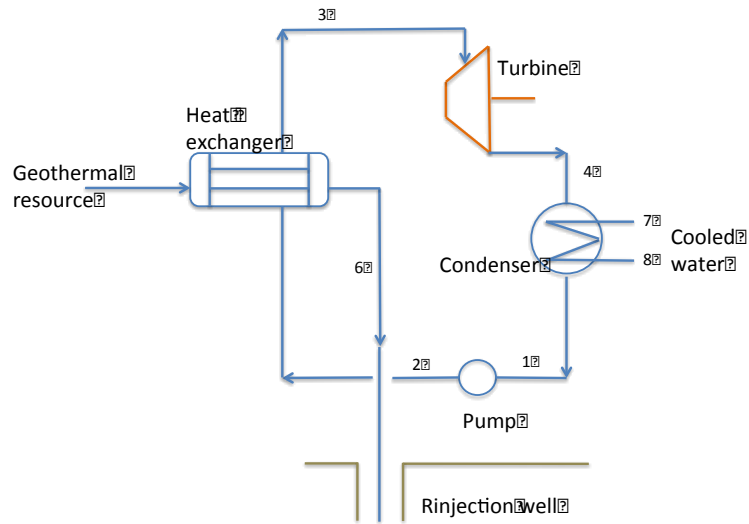 3
Turbine
Heat
exchanger
Geothermal
resource
4
7
Cooled
8
water
Condenser
6
2
1
Pump
Rinjection well